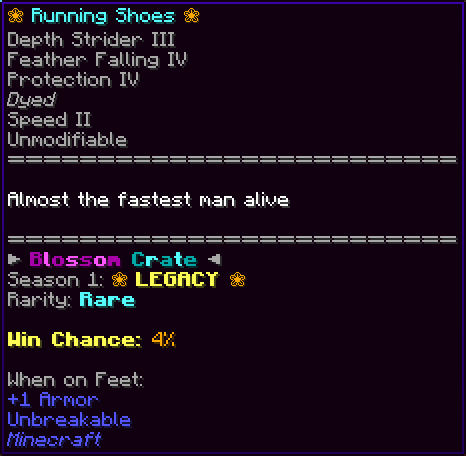 ❀ Running Shoes ❀
Depth Strider III
Feather Falling IV
Protection IV
Dyed
Speed II
Unmodifiable
============================
Almost the fastest man alive
============================
► Blossom Crate ◄
Season 1: ❀ LEGACY ❀
Rarity: Rare
Win Chance: 4%
When on Feet:
+1 Armor
Unbreakable
Minecraft